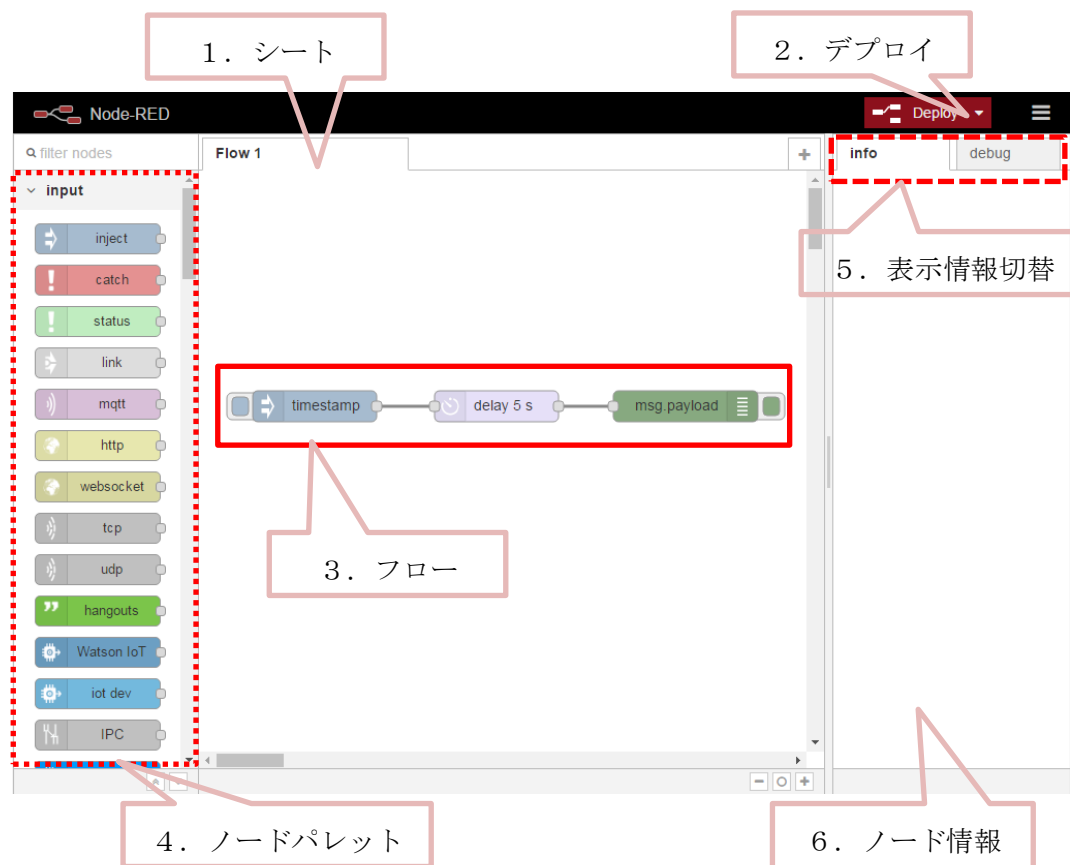 1．シート
2．デプロイ
Node-RED
Deploy
filter nodes
Flow 1
info
debug
input
inject
catch
status
link
mqtt
http
websocket
tcp
udp
hangouts
Watson IoT
iot dev
IPC
timestamp
delay 5 s
msg.payload
5．表示情報切替
3．フロー
4．ノードパレット
6．ノード情報